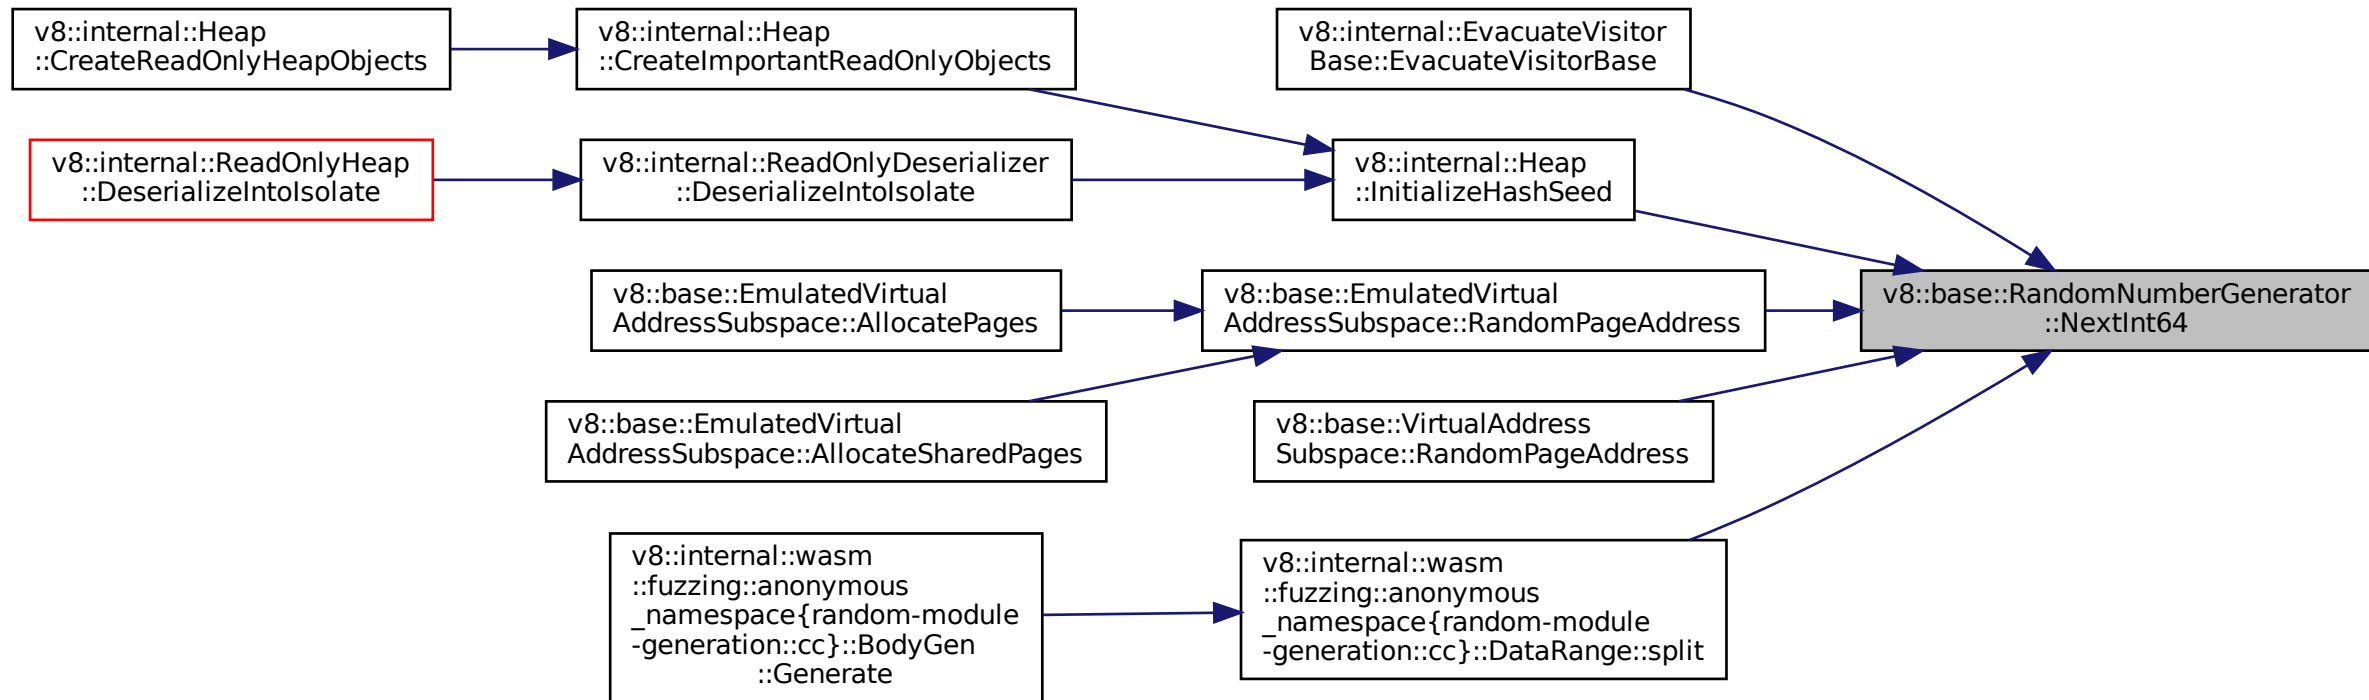 v8::internal::Heap
::CreateReadOnlyHeapObjects
v8::internal::Heap
::CreateImportantReadOnlyObjects
v8::internal::EvacuateVisitor
Base::EvacuateVisitorBase
v8::internal::ReadOnlyHeap
::DeserializeIntoIsolate
v8::internal::ReadOnlyDeserializer
::DeserializeIntoIsolate
v8::internal::Heap
::InitializeHashSeed
v8::base::EmulatedVirtual
AddressSubspace::AllocatePages
v8::base::EmulatedVirtual
AddressSubspace::RandomPageAddress
v8::base::RandomNumberGenerator
::NextInt64
v8::base::EmulatedVirtual
AddressSubspace::AllocateSharedPages
v8::base::VirtualAddress
Subspace::RandomPageAddress
v8::internal::wasm
::fuzzing::anonymous
_namespace{random-module
-generation::cc}::BodyGen
::Generate
v8::internal::wasm
::fuzzing::anonymous
_namespace{random-module
-generation::cc}::DataRange::split